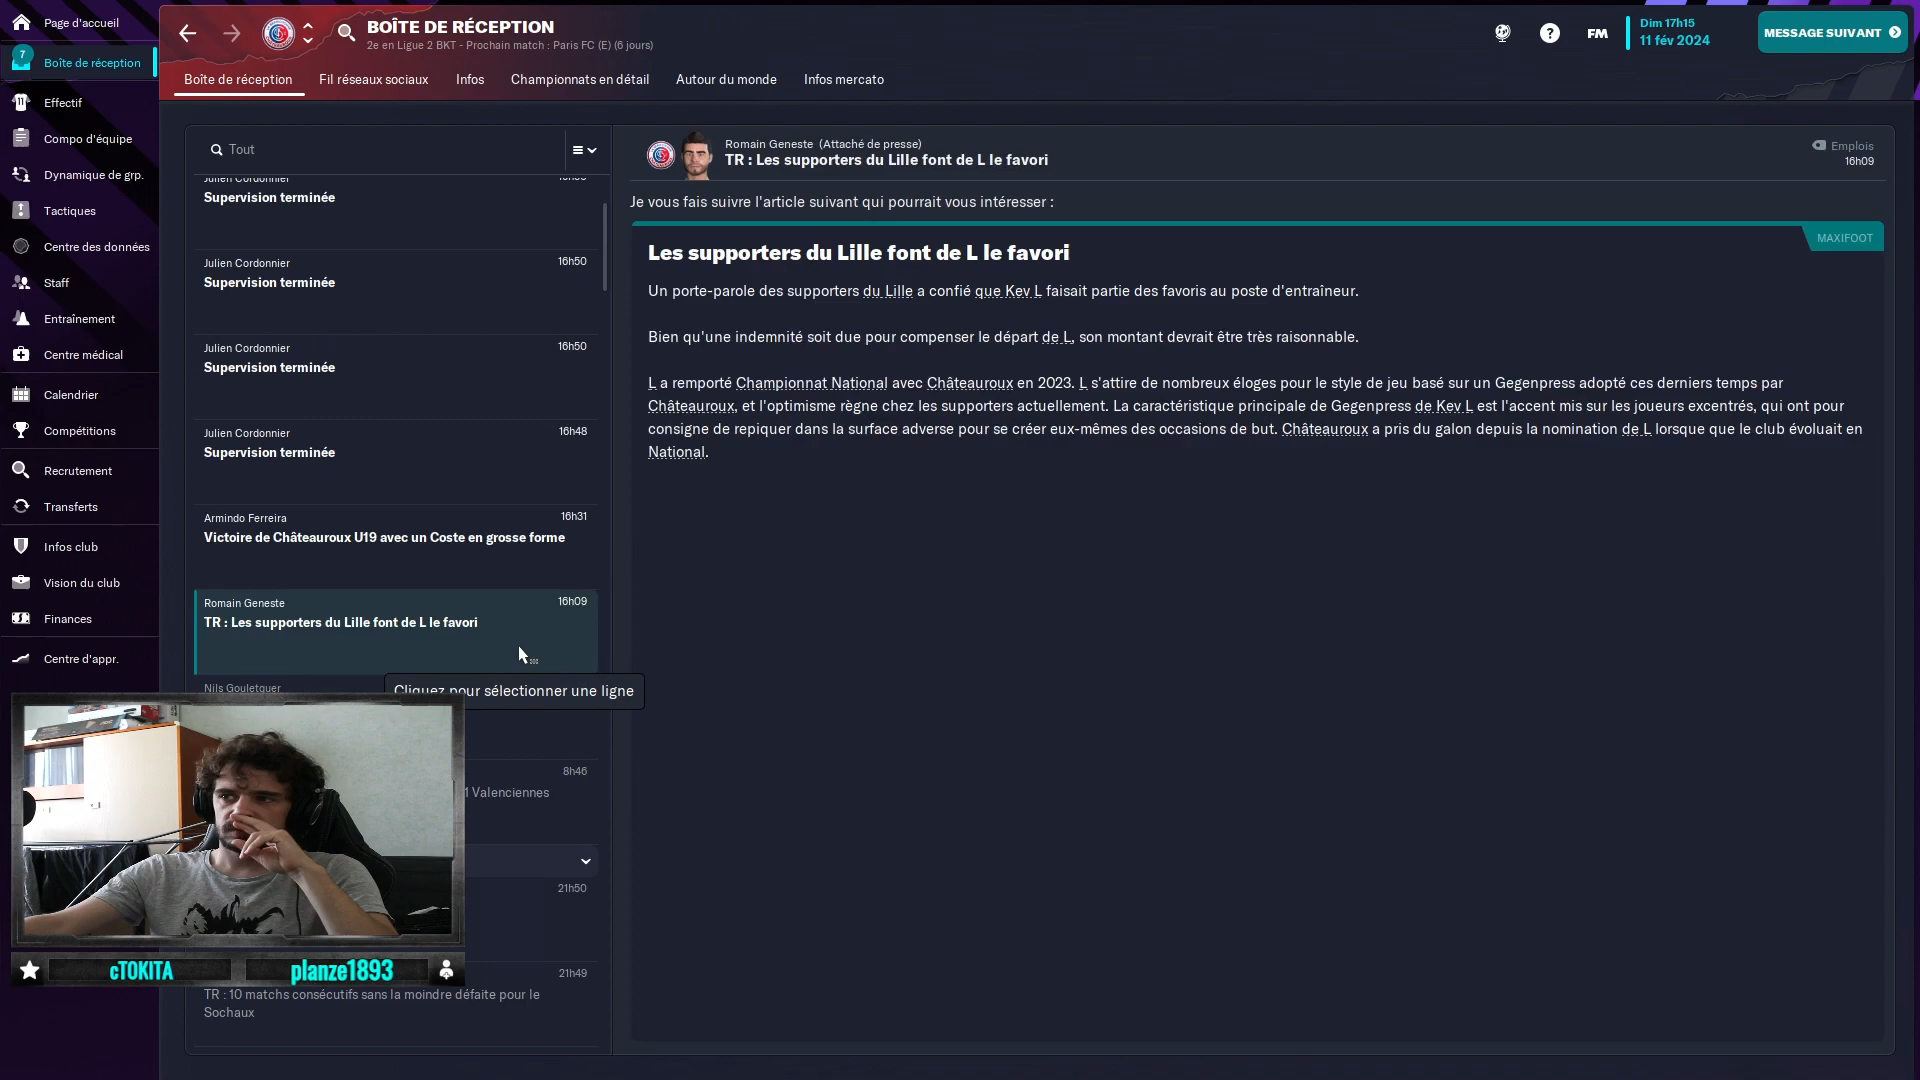 Page d'accueil
7
Boîte de réception
Effectif
Compo d'équipe
Dynamique de grp.
Tactiques
Centre des données
Staff
Entraînement
Centre médical
Calendrier
Compétitions
Recrutement
Transferts
Infos club
Vision du club
Finances
Centre d'appr.
BOÎTE DE RÉCEPTION
2e en Ligue 2 BKT - Prochain match : Paris FC (E) (6 jours)
FM
Dim 17h15
11 fév 2024
MESSAGE SUIVANT
Boîte de réception
Fil réseaux sociaux
Infos
Championnats en détail
Autour du monde
Infos mercato
Tout
Julien Cordonnier
Supervision terminée
Julien Cordonnier
16h50
Supervision terminée
Julien Cordonnier
16h50
Supervision terminée
Julien Cordonnier
16h48
Supervision terminée
Armindo Ferreira
16h31
Victoire de Châteauroux U19 avec un Coste en grosse forme
Romain Geneste
16h09
TR : Les supporters du Lille font de L le favori
Nils Gouletquer
Cliquez pour sélectionner une ligne
8h46
1 Valenciennes
21h50
21h49
TR : 10 matchs consécutifs sans la moindre défaite pour le
Sochaux
cTOKITA
planze1893
Romain Geneste (Attaché de presse)
TR : Les supporters du Lille font de L le favori
Emplois
16h09
Je vous fais suivre l'article suivant qui pourrait vous intéresser :
MAXIFOOT
Les supporters du Lille font de L le favori
Un porte-parole des supporters du Lille a confié que Kev L faisait partie des favoris au poste d'entraîneur.
Bien qu'une indemnité soit due pour compenser le départ de L, son montant devrait être très raisonnable.
L a remporté Championnat National avec Châteauroux en 2023. L s'attire de nombreux éloges pour le style de jeu basé sur un Gegenpress adopté ces derniers temps par
Châteauroux, et l'optimisme règne chez les supporters actuellement. La caractéristique principale de Gegenpress de Kev L est l'accent mis sur les joueurs excentrés, qui ont pour
consigne de repiquer dans la surface adverse pour se créer eux-mêmes des occasions de but. Châteauroux a pris du galon depuis la nomination de L lorsque que le club évoluait en
National.